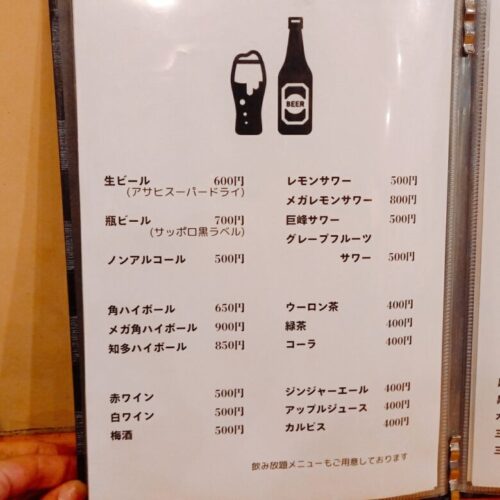 BEER
生ビール 600円
(アサヒスーパードライ)
瓶ビール 700円
(サッポロ黒ラベル)
ノンアルコール 500円
角ハイボール 650円
メガ角ハイボール 900円
知多ハイボール 850円
赤ワイン 500円
白ワイン 500円
梅酒 500円
レモンサワー 500円
メガレモンサワー 800円
巨峰サワー 500円
グレープフルーツ
サワー 500円
ウーロン茶 400円
緑茶 400円
コーラ 400円
ジンジャーエール 400円
アップルジュース 400円
カルピス 400円
飲み放題メニューもご用意しております